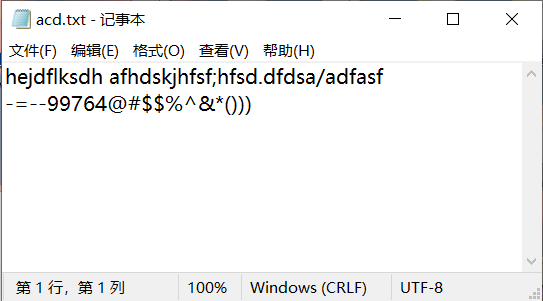 acd.txt - 记事本
文件(F) 编辑(E) 格式(O) 查看(V) 帮助(H)
hejdflksdh afhdskjhfsf;hfsd.dfdsa/adfasf
-=--99764@#$$%^&*()))
第 1 行，第 1 列 100% Windows (CRLF) UTF-8